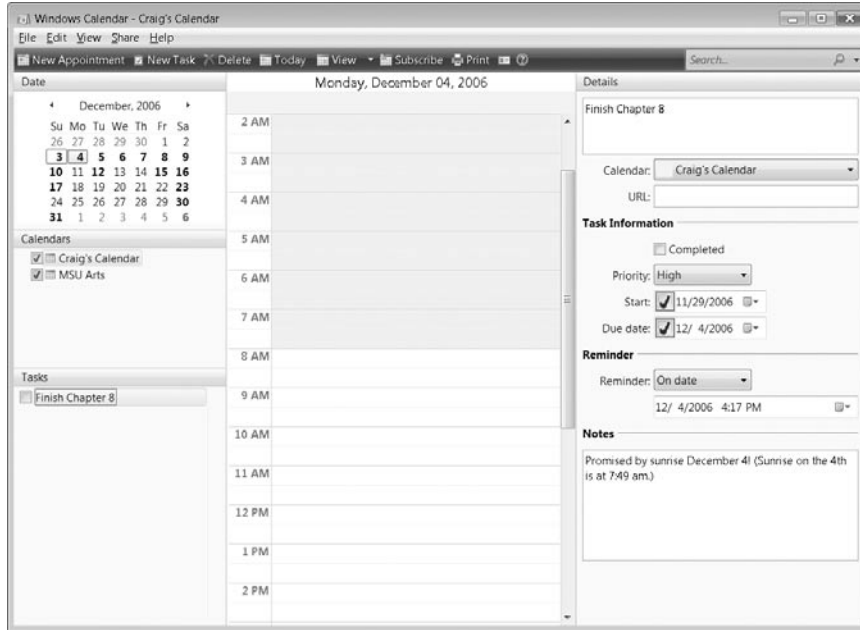 Windows Calendar - Craig's Calendar
File Edit View Share Help
New Appointment New Task Delete Today View Subscribe Print Search...
Date
December, 2006
Su Mo Tu We Th Fr Sa
26 27 28 29 30 1 2
3 4 5 6 7 8 9
10 11 12 13 14 15 16
17 18 19 20 21 22 23
24 25 26 27 28 29 30
31 1 2 3 4 5 6
Calendars
Craig's Calendar
MSU Arts
Tasks
Finish Chapter 8
Monday, December 04, 2006
2 AM
3 AM
4 AM
5 AM
6 AM
7 AM
8 AM
9 AM
10 AM
11 AM
12 PM
1 PM
2 PM
Details
Finish Chapter 8
Calendar: Craig's Calendar
URL:
Task Information
Completed
Priority: High
Start: 11/29/2006
Due date: 12/ 4/2006
Reminder
Reminder: On date
12/ 4/2006 4:17 PM
Notes
Promised by sunrise December 4! (Sunrise on the 4th
is at 7:49 am.)